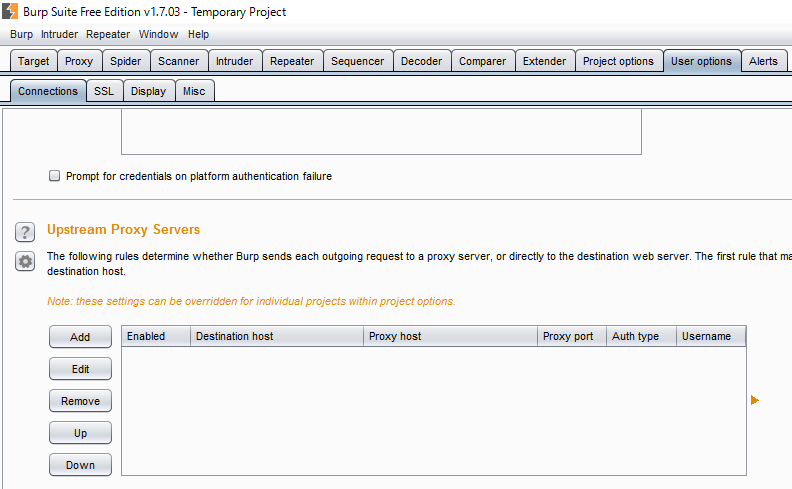 Burp Suite Free Edition v1.7.03 - Temporary Project
Burp Intruder Repeater Window Help
Target Proxy Spider Scanner Intruder Repeater Sequencer Decoder Comparer Extender Project options User options Alerts
Connections SSL Display Misc
Prompt for credentials on platform authentication failure
? Upstream Proxy Servers
The following rules determine whether Burp sends each outgoing request to a proxy server, or directly to the destination web server. The first rule that
destination host.
Note: these settings can be overridden for individual projects within project options.
Add Enabled Destination host Proxy host Proxy port Auth type Username
Edit
Remove
Up
Down